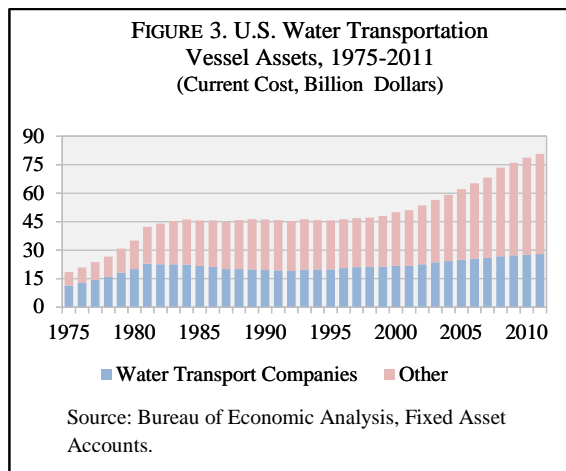 FIGURE 3. U.S. Water Transportation
Vessel Assets, 1975-2011
(Current Cost, Billion Dollars)
90
75
60
45
30
15
0
1975 1980 1985 1990 1995 2000 2005 2010
Water Transport Companies Other
Source: Bureau of Economic Analysis, Fixed Asset
Accounts.